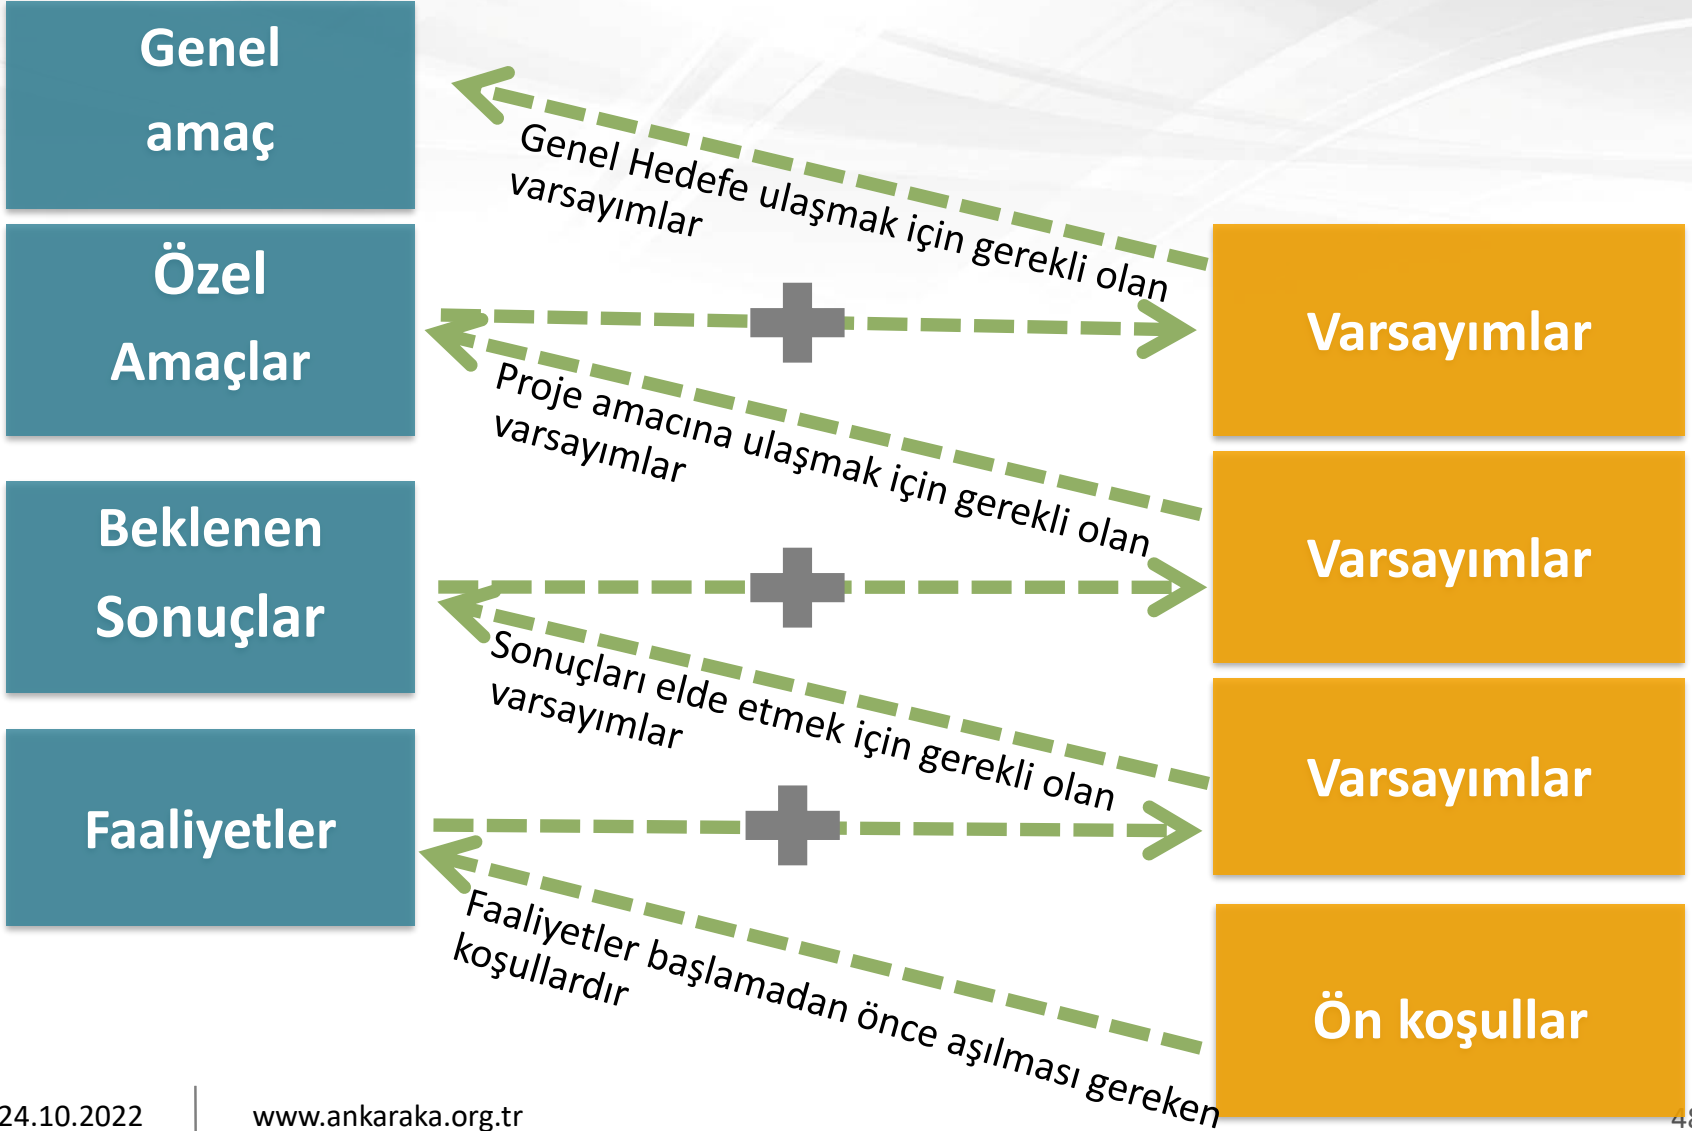 Genel
amaç
Genel Hedefe ulaşmak için gerekli olan
varsayımlar
Özel
Amaçlar
Varsayımlar
Proje amacına ulaşmak için gerekli olan
varsayımlar
Beklenen
Sonuçlar
Varsayımlar
Sonuçları elde etmek için gerekli olan
varsayımlar
Faaliyetler
Varsayımlar
Faaliyetler başlamadan önce aşılması gereken
koşullardır
Ön koşullar
24.10.2022
www.ankaraka.org.tr
48